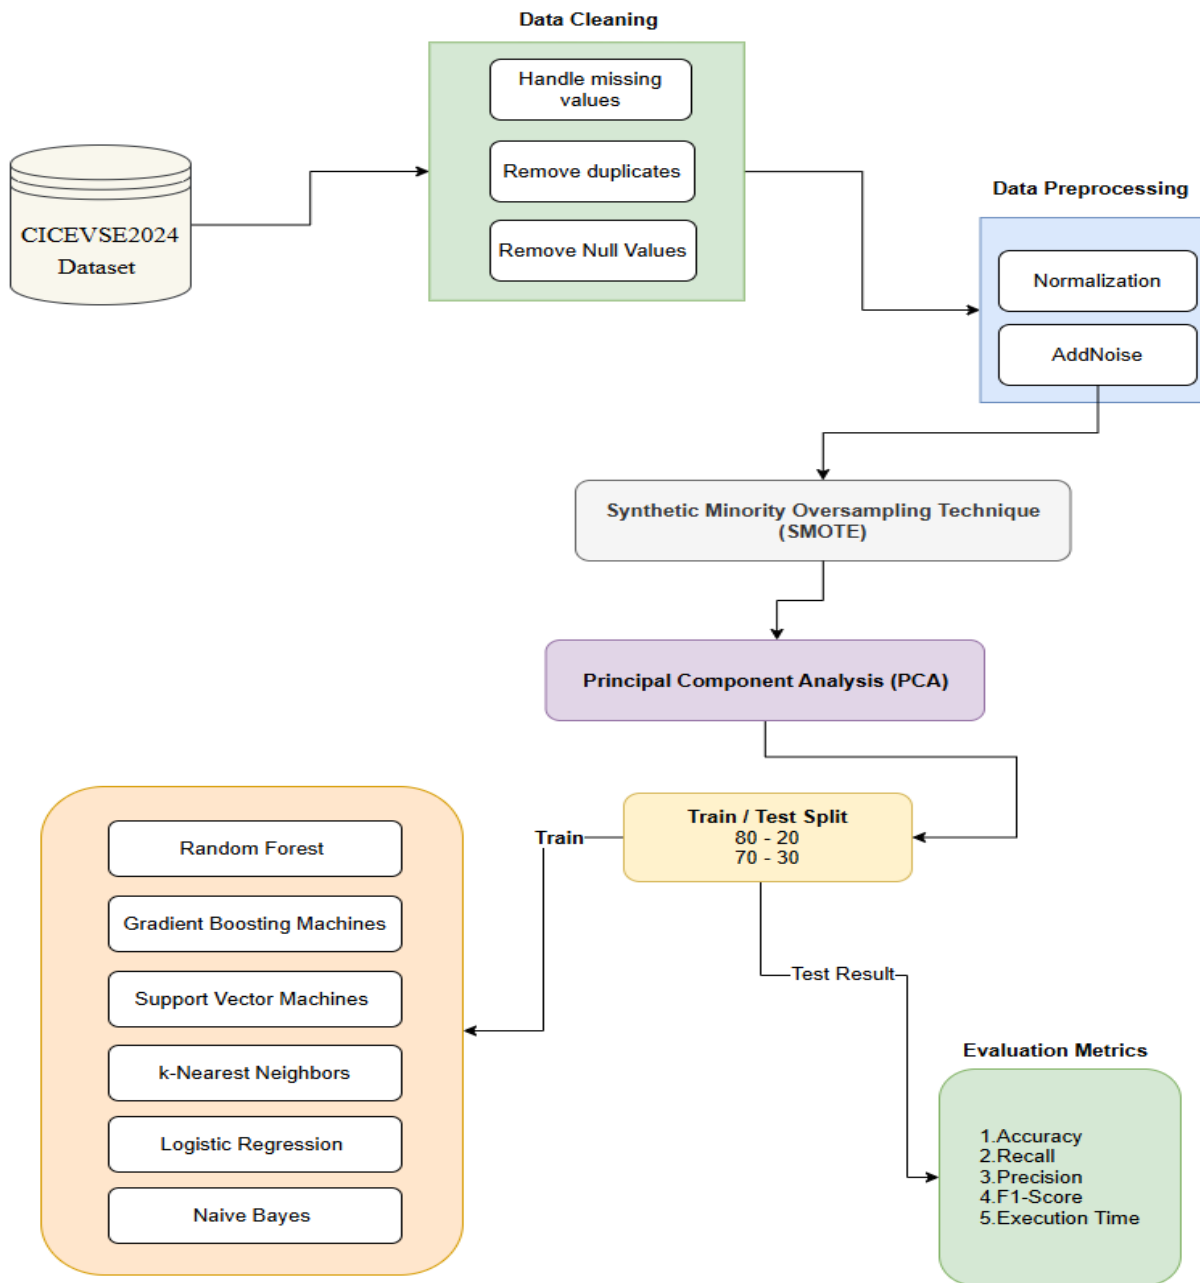 Data Cleaning
Handle missing
values
Remove duplicates
Remove Null Values
CICEVSE2024
Dataset
Data Preprocessing
Normalization
AddNoise
Synthetic Minority Oversampling Technique
(SMOTE)
Principal Component Analysis (PCA)
Train / Test Split
80 - 20
70 - 30
Train
Random Forest
Gradient Boosting Machines
Support Vector Machines
k-Nearest Neighbors
Logistic Regression
Naive Bayes
Test Result
Evaluation Metrics
1.Accuracy
2.Recall
3.Precision
4.F1-Score
5.Execution Time